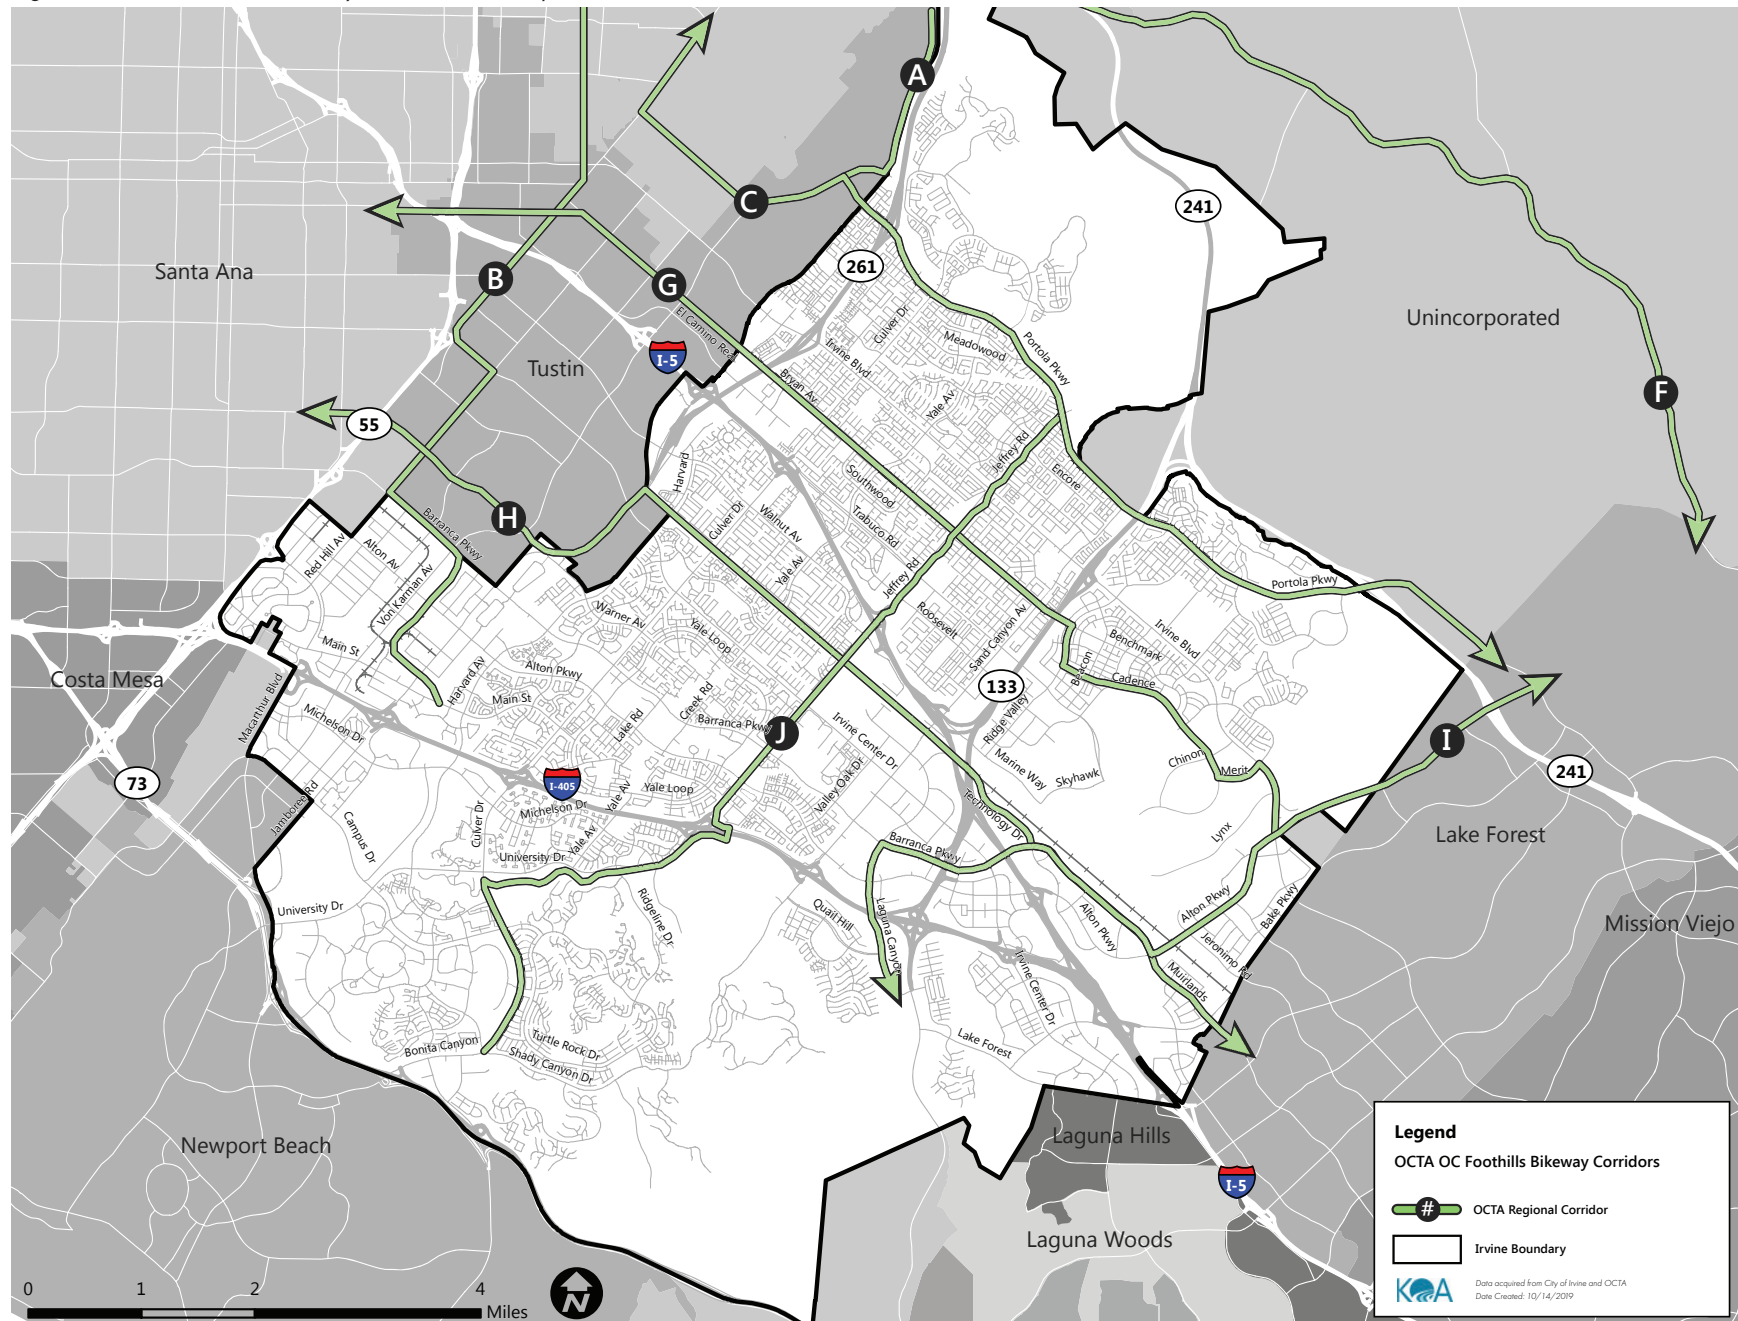 A
C
241
261
Santa Ana
B
G
El Camino Real
Culver Dr
Meadowood
Portola Pkwy
Unincorporated
I-5
Tustin
Irvine Blvd
Bryan Av
Yale Av
F
55
Jeffrey Rd
Harvard
Encore
Southwood
Culver Dr
Walnut Av
Trabuco Rd
H
Barranca Pkwy
Red Hill Av
Alton Av
Von Karman Av
Yale Av
Jeffrey Rd
Portola Pkwy
Warner Av
Yale Loop
Roosevelt
Sand Canyon Av
Benchmark
Irvine Blvd
Main St
Alton Pkwy
Costa Mesa
Harvard Av
Main St
Creek Rd
133
Beacon
Cadence
Macarthur Blvd
Michelson Dr
Lake Rd
Barranca Pkwy
J
Irvine Center Dr
Ridge Valley
I
Marine Way
Skyhawk
Chinon
Merit
241
73
I-405
Yale Loop
Yale Av
Valley Oak Dr
Technology Dr
Jamboree Rd
Campus Dr
Culver Dr
Michelson Dr
Yale Av
University Dr
Barranca Pkwy
Lynx
Lake Forest
University Dr
Ridgeline Dr
Quail Hill
Laguna Canyon
Alton Pkwy
Alton Pkwy
Bake Pkwy
Mission Viejo
Jeronimo Rd
Muirlands
Irvine Center Dr
Bonita Canyon
Turtle Rock Dr
Shady Canyon Dr
Lake Forest
Newport Beach
Laguna Hills
I-5
Laguna Woods
Legend
OCTA OC Foothills Bikeway Corridors
# OCTA Regional Corridor
Irvine Boundary
KOA
Data acquired from City of Irvine and OCTA
Date Created: 10/14/2019
0 1 2 4
Miles
N